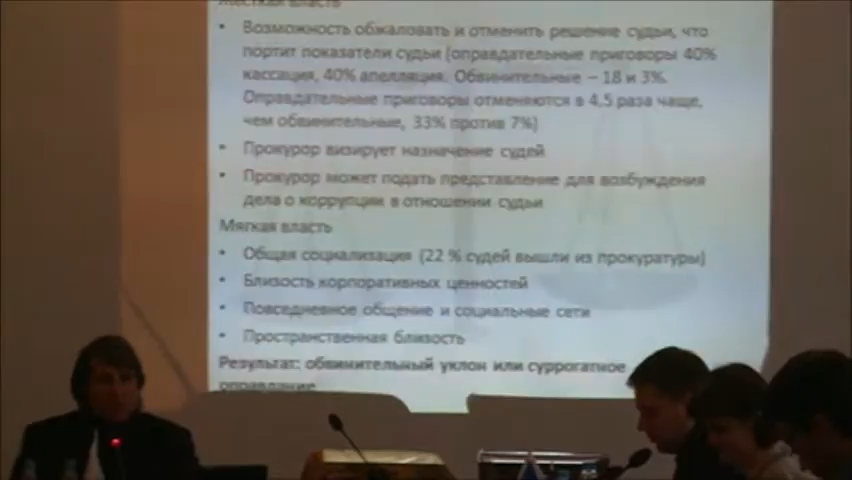 Жесткая власть
• Возможность обжаловать и отменить решение судьи, что
портит показатели судьи (оправдательные приговоры 40%
кассация, 40% апелляция. Обвинительные – 18 и 3%.
Оправдательные приговоры отменяются в 4.5 раза чаще,
чем обвинительные, 33% против 7%)
• Прокурор визирует назначение судей
• Прокурор может подать представление для возбуждения
дела о коррупции в отношении судьи
Мягкая власть
• Общая социализация (22 % судей вышли из прокуратуры)
• Близость корпоративных ценностей
• Повседневное общение и социальные сети
• Пространственная близость
Результат: обвинительный уклон или суррогатное
оправдание